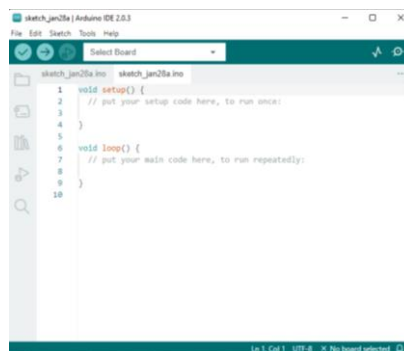 sketch_jan28a | Arduino IDE 2.0.3
File Edit Sketch Tools Help
Select Board
sketch_jan28a.ino sketch_jan28a.ino
1 void setup() {
2 // put your setup code here, to run once:
3
4 }
5
6 void loop() {
7 // put your main code here, to run repeatedly:
8
9 }
10
Ln 1, Col 1 UTF-8 No board selected